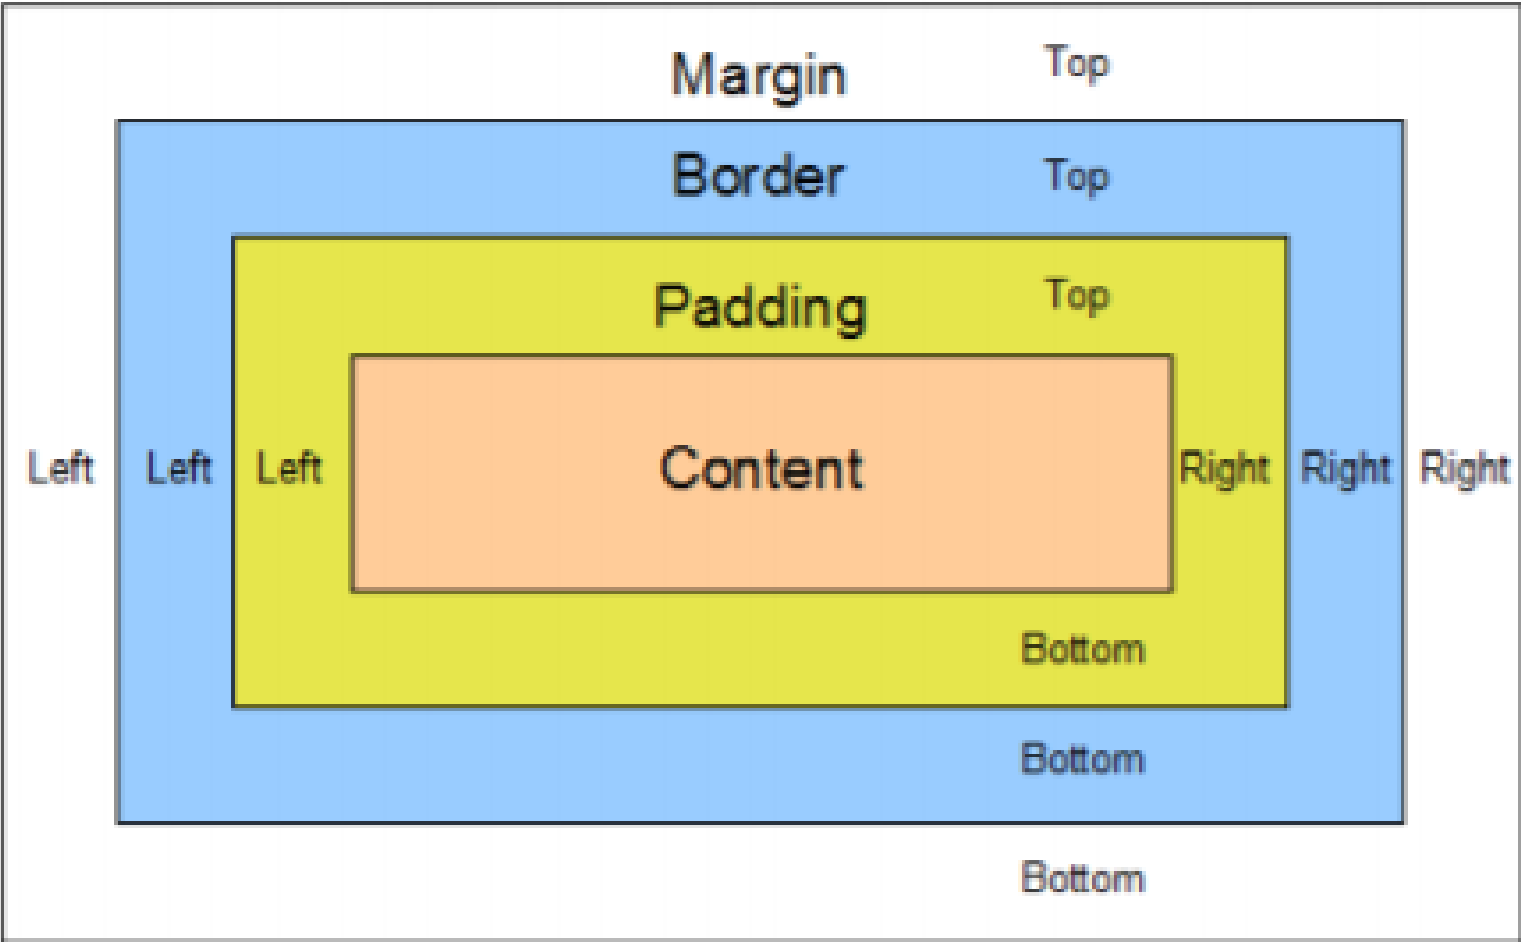 Margin Top
Border Top
Padding Top
Left Left Left Content Right Right Right
Bottom
Bottom
Bottom